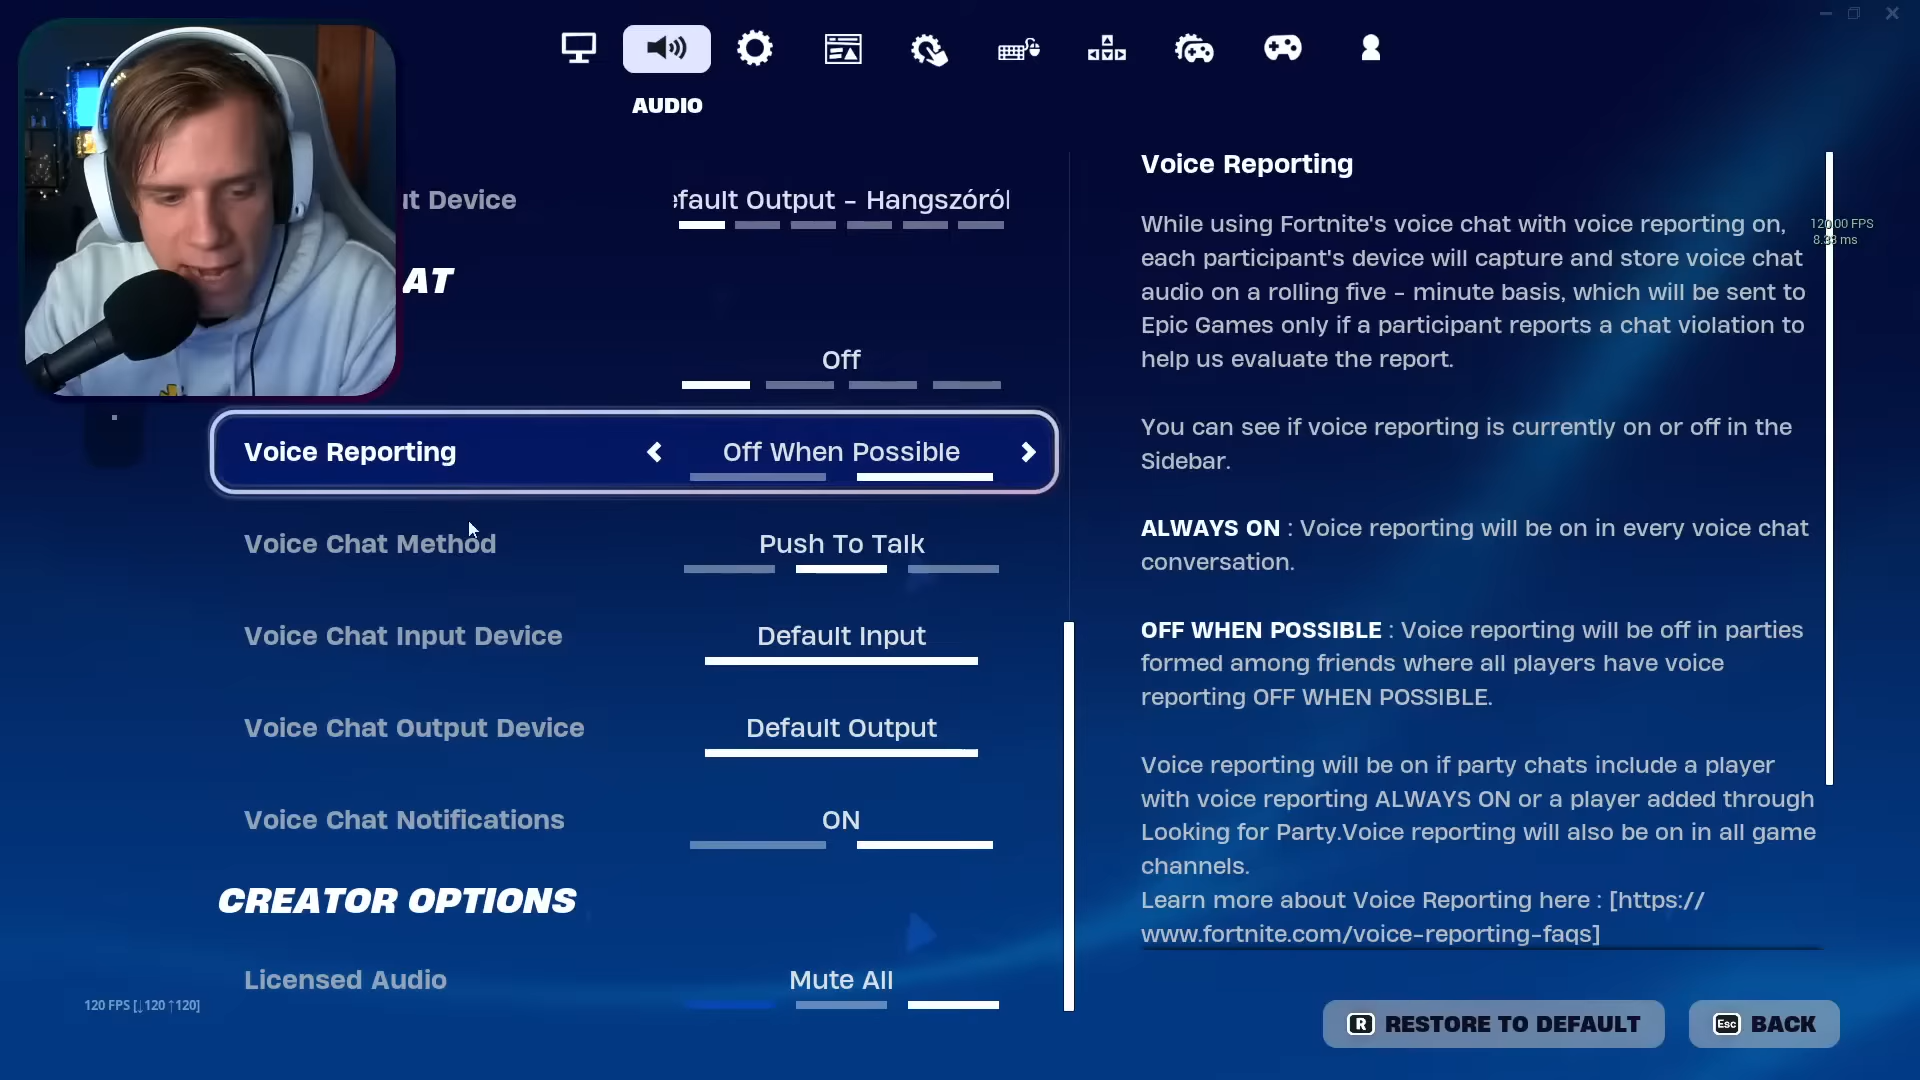 AUDIO
ut Device
efault Output - Hangszóról
AT
Off
Voice Reporting
Off When Possible
Voice Chat Method
Push To Talk
Voice Chat Input Device
Default Input
Voice Chat Output Device
Default Output
Voice Chat Notifications
ON
CREATOR OPTIONS
Licensed Audio
Mute All
120 FPS [↓120 ↑120]
Voice Reporting
While using Fortnite's voice chat with voice reporting on,
each participant's device will capture and store voice chat
audio on a rolling five - minute basis, which will be sent to
Epic Games only if a participant reports a chat violation to
help us evaluate the report.
You can see if voice reporting is currently on or off in the
Sidebar.
ALWAYS ON : Voice reporting will be on in every voice chat
conversation.
OFF WHEN POSSIBLE : Voice reporting will be off in parties
formed among friends where all players have voice
reporting OFF WHEN POSSIBLE.
Voice reporting will be on if party chats include a player
with voice reporting ALWAYS ON or a player added through
Looking for Party.Voice reporting will also be on in all game
channels.
Learn more about Voice Reporting here : [https://
www.fortnite.com/voice-reporting-faqs]
120.00 FPS
8.33 ms
R RESTORE TO DEFAULT
Esc BACK